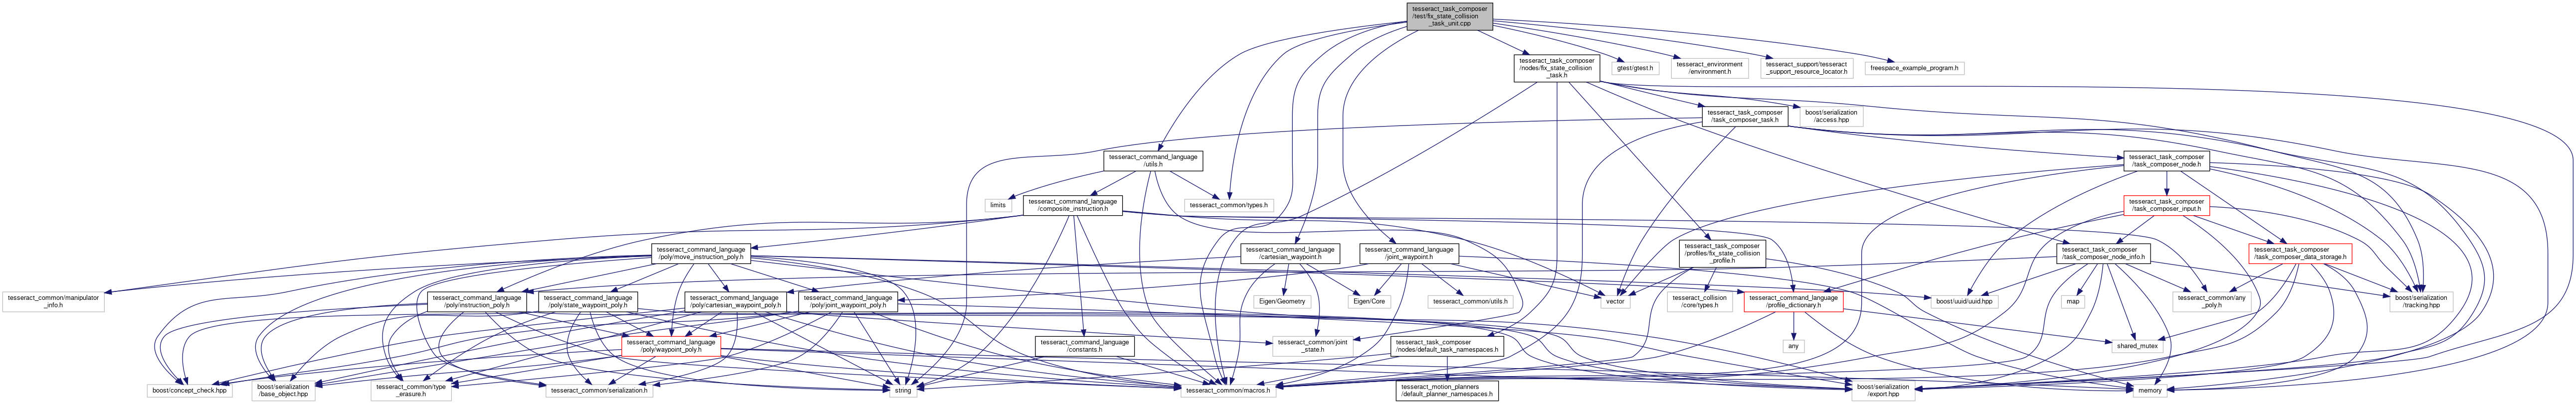 tesseract_task_composer
/test/fix_state_collision
_task_unit.cpp
tesseract_task_composer
/nodes/fix_state_collision
_task.h
gtest/gtest.h
tesseract_environment
/environment.h
tesseract_support/tesseract
_support_resource_locator.h
freespace_example_program.h
tesseract_task_composer
/task_composer_task.h
boost/serialization
/access.hpp
tesseract_command_language
/utils.h
tesseract_task_composer
/task_composer_node.h
limits
tesseract_command_language
/composite_instruction.h
tesseract_common/types.h
tesseract_task_composer
/task_composer_input.h
tesseract_command_language
/poly/move_instruction_poly.h
tesseract_command_language
/cartesian_waypoint.h
tesseract_command_language
/joint_waypoint.h
tesseract_task_composer
/profiles/fix_state_collision
_profile.h
tesseract_task_composer
/task_composer_node_info.h
tesseract_task_composer
/task_composer_data_storage.h
tesseract_common/manipulator
_info.h
tesseract_command_language
/poly/instruction_poly.h
tesseract_command_language
/poly/state_waypoint_poly.h
tesseract_command_language
/poly/cartesian_waypoint_poly.h
tesseract_command_language
/poly/joint_waypoint_poly.h
Eigen/Geometry
Eigen/Core
tesseract_common/utils.h
vector
tesseract_collision
/core/types.h
tesseract_command_language
/profile_dictionary.h
boost/uuid/uuid.hpp
map
tesseract_common/any
_poly.h
boost/serialization
/tracking.hpp
tesseract_command_language
/poly/waypoint_poly.h
tesseract_command_language
/constants.h
tesseract_common/joint
_state.h
tesseract_task_composer
/nodes/default_task_namespaces.h
any
shared_mutex
boost/concept_check.hpp
boost/serialization
/base_object.hpp
tesseract_common/type
_erasure.h
tesseract_common/serialization.h
string
tesseract_common/macros.h
tesseract_motion_planners
/default_planner_namespaces.h
boost/serialization
/export.hpp
memory